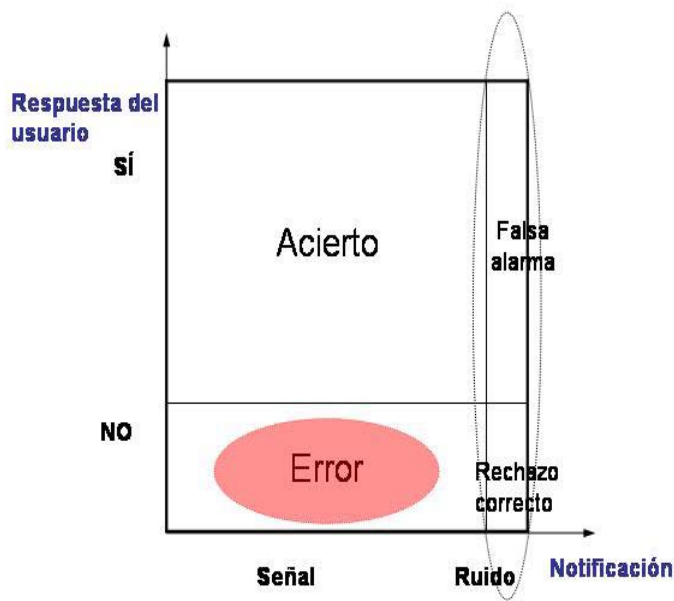 Respuesta del
usuario
SÍ
Acierto
Falsa
alarma
NO
Error
Rechazo
correcto
Señal
Ruido
Notificación